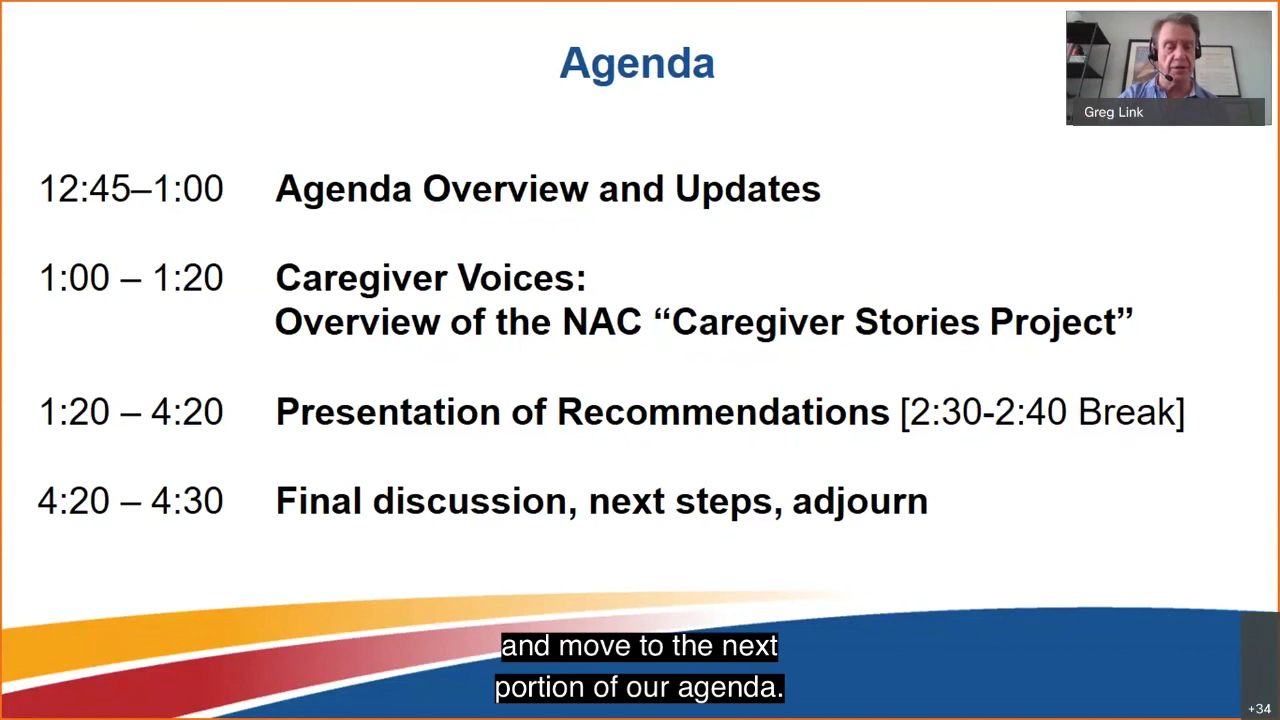 Agenda
Greg Link
12:45–1:00 Agenda Overview and Updates
1:00 – 1:20 Caregiver Voices:
Overview of the NAC “Caregiver Stories Project”
1:20 – 4:20 Presentation of Recommendations [2:30-2:40 Break]
4:20 – 4:30 Final discussion, next steps, adjourn
and move to the next
portion of our agenda.
+34